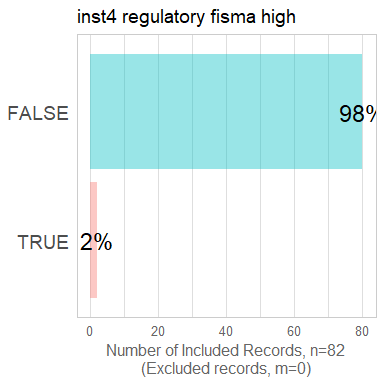 inst4 regulatory fisma high
FALSE
98%
TRUE
2%
0 20 40 60 80
Number of Included Records, n=82
(Excluded records, m=0)